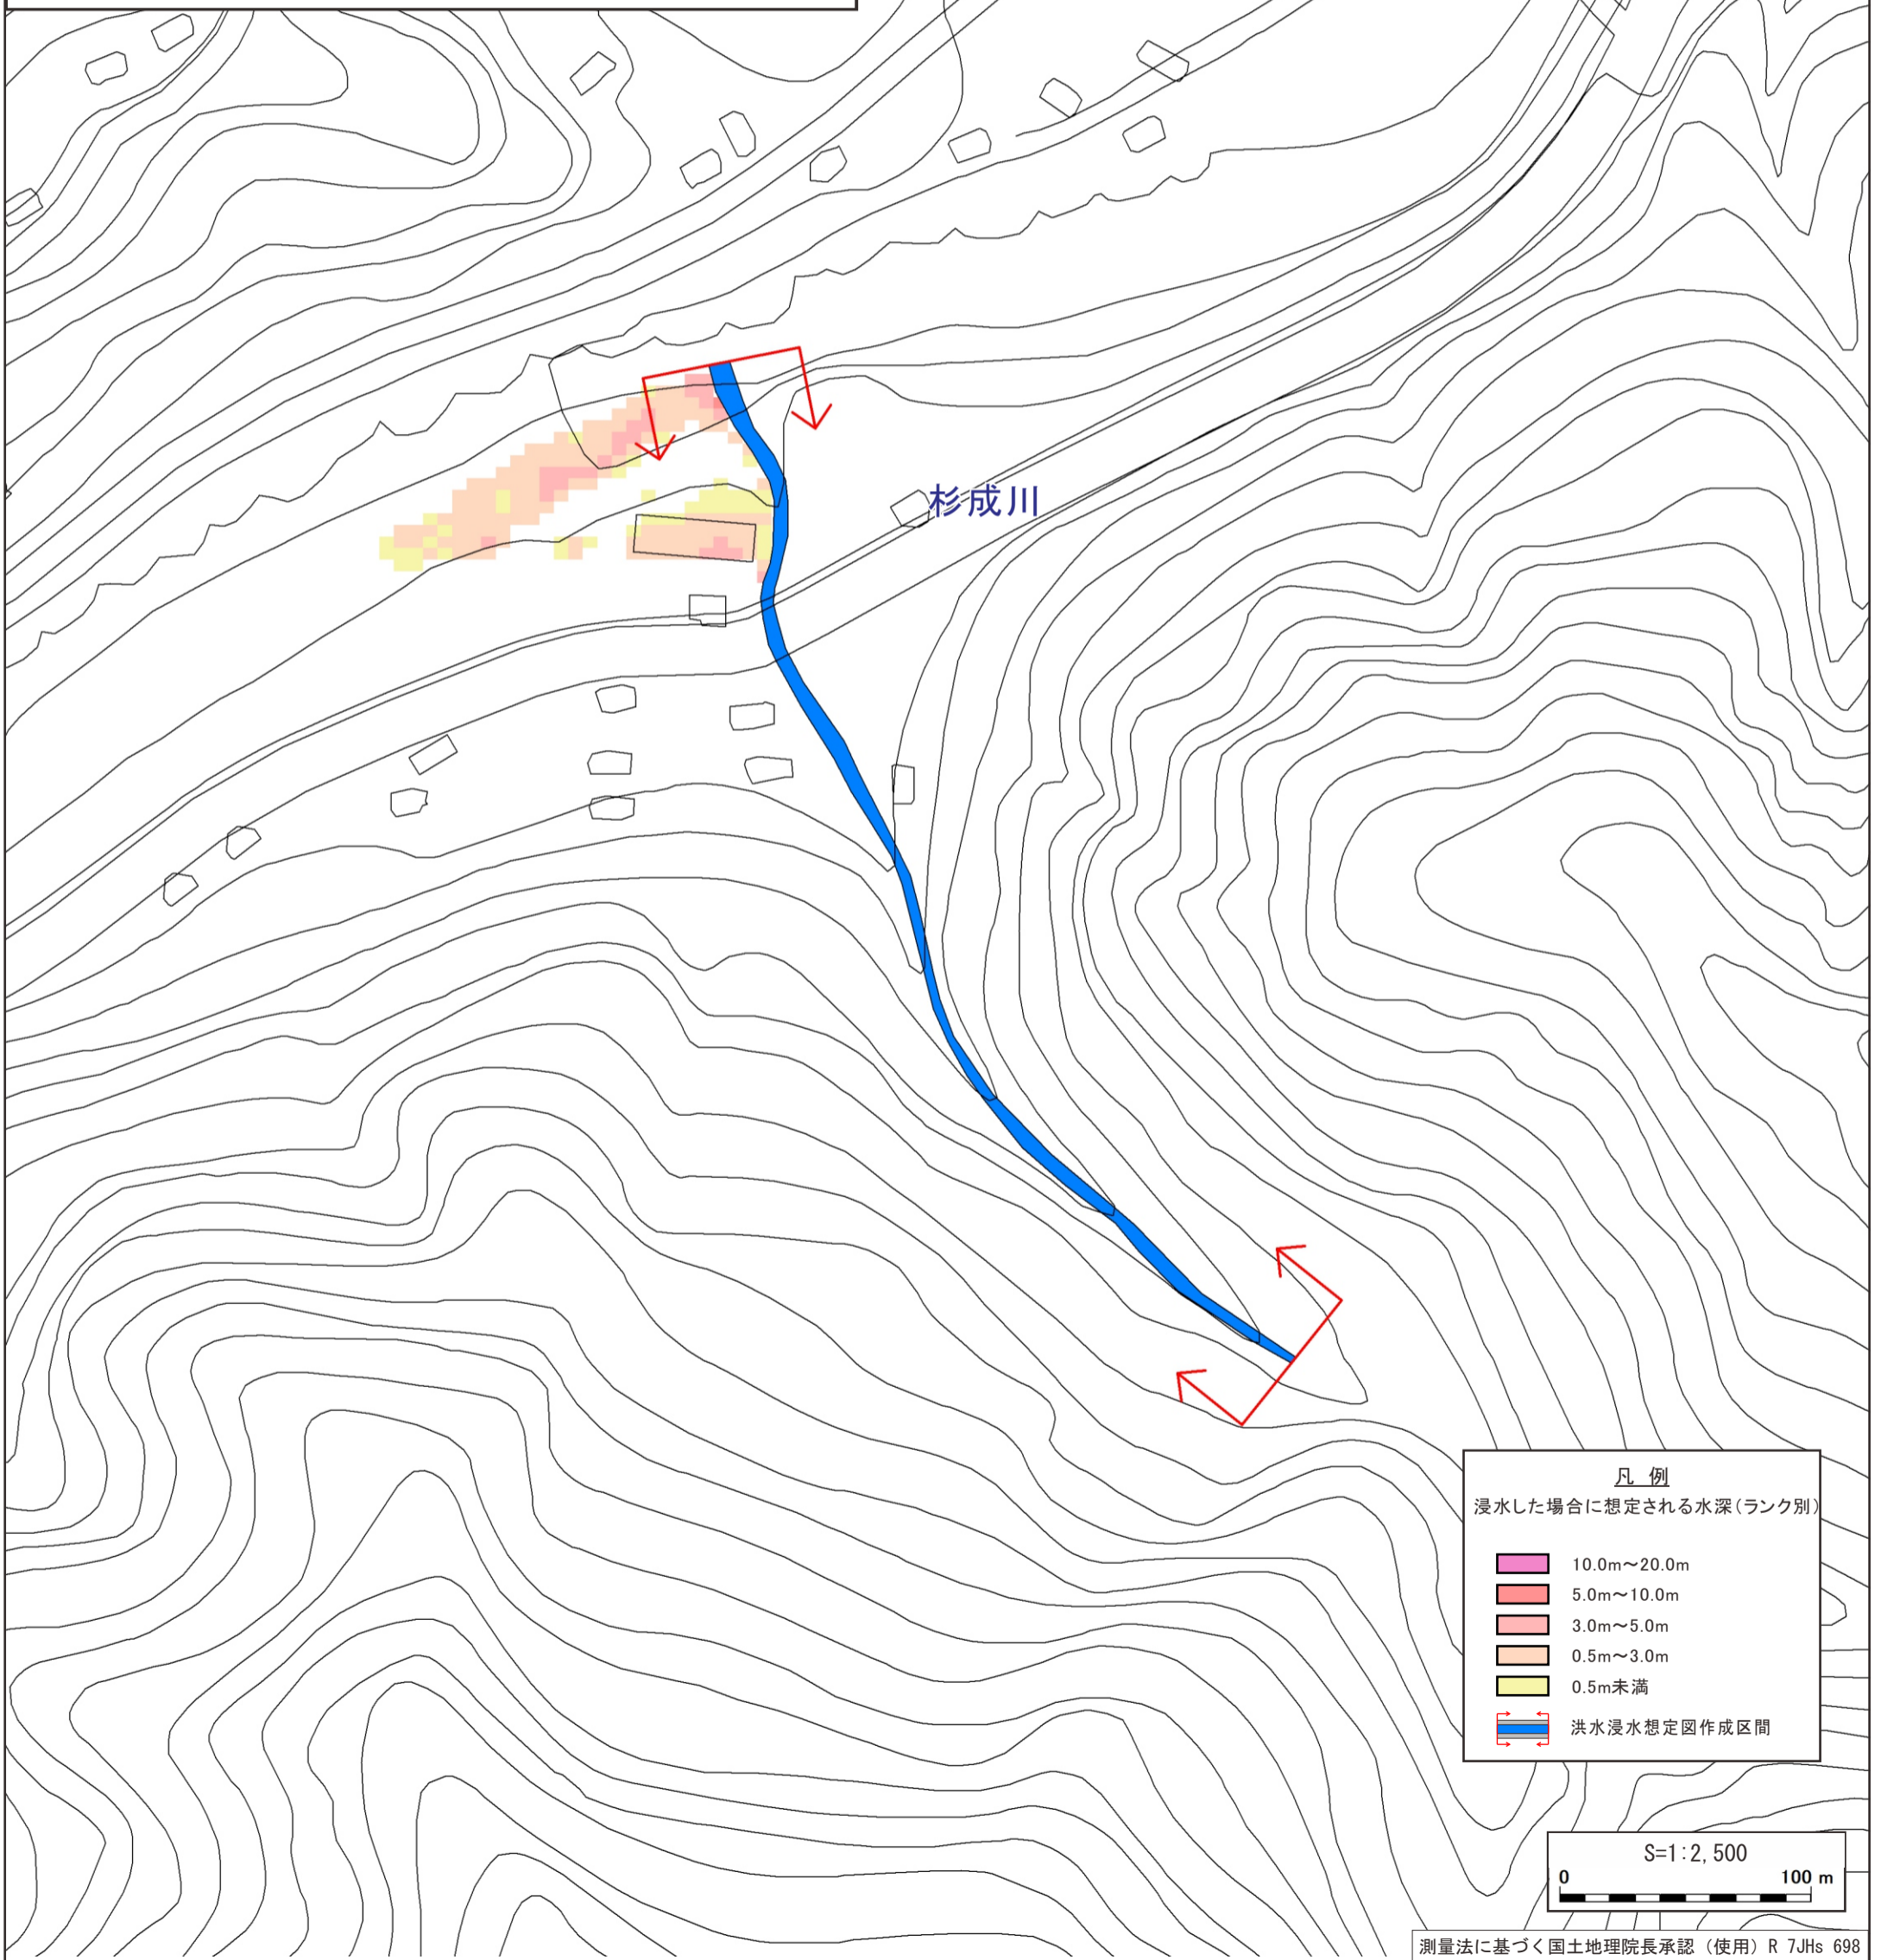 杉成川
凡 例
浸水した場合に想定される水深(ランク別)
10.0m～20.0m
5.0m～10.0m
3.0m～5.0m
0.5m～3.0m
0.5m未満
洪水浸水想定図作成区間
S=1:2,500
0 100 m
測量法に基づく国土地理院長承認（使用）R 7JHs 698